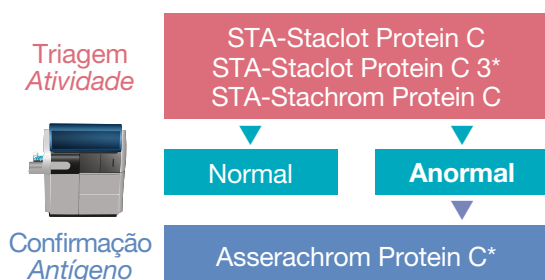 Triagem
Atividade
STA-Staclot Protein C
STA-Staclot Protein C 3*
STA-Stachrom Protein C
Normal
Anormal
Confirmação
Antígeno
Asserachrom Protein C*